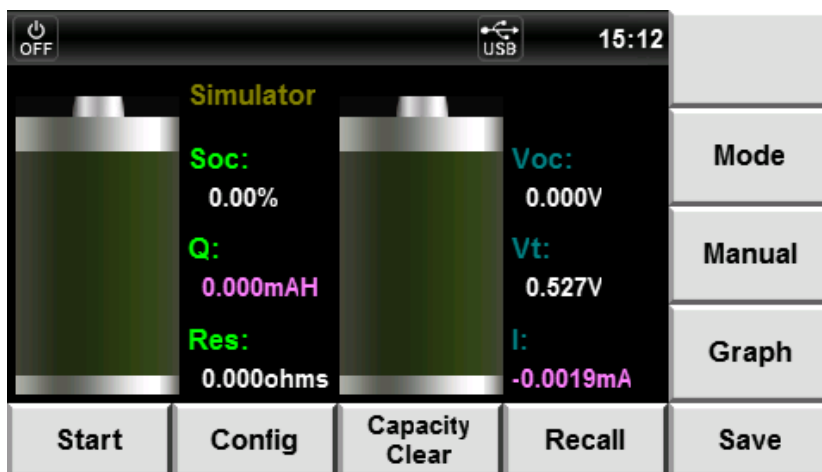 OFF
USB
15:12
Simulator
Soc:
0.00%
Q:
0.000mAH
Res:
0.000ohms
Voc:
0.000V
Vt:
0.527V
I:
-0.0019mA
Mode
Manual
Graph
Start
Config
Capacity
Clear
Recall
Save